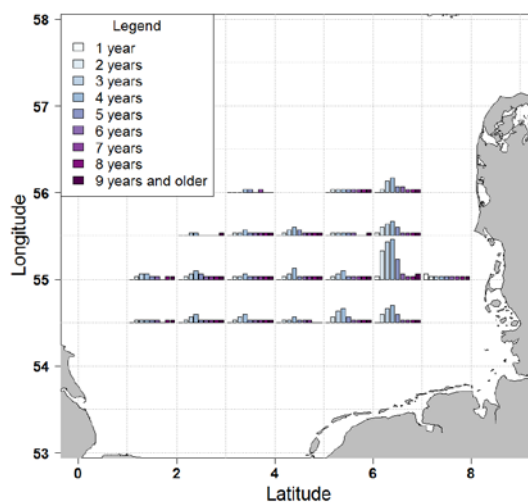 58
57
56
55
54
53
Longitude
Legend
1 year
2 years
3 years
4 years
5 years
6 years
7 years
8 years
9 years and older
0
2
4
6
8
Latitude